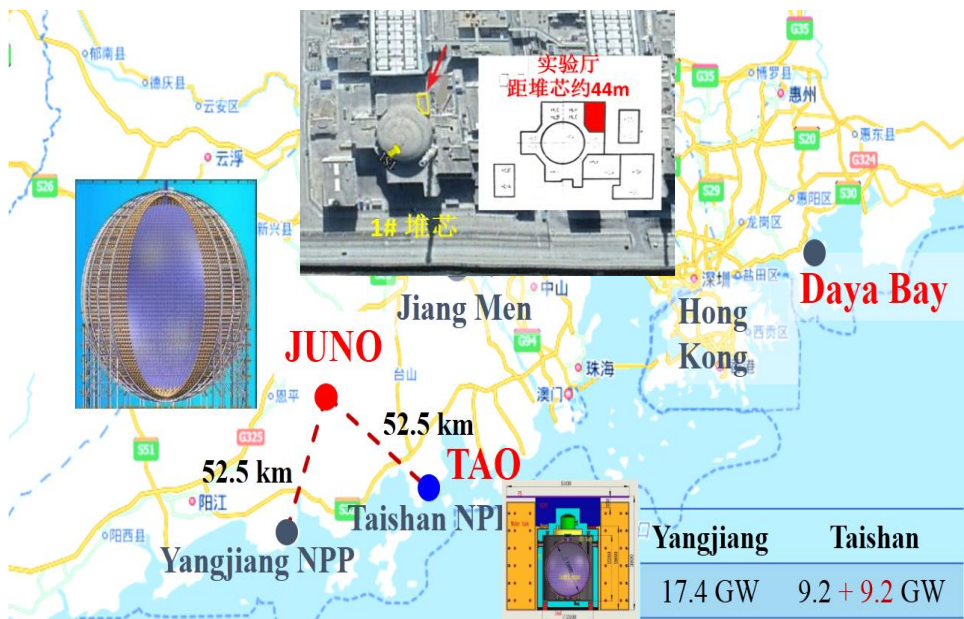 郁南县
德庆县
云安区
云浮
S26
新兴县
实验厅
距堆芯约44m
TS1
1# 堆芯
G35
博罗县
G35
惠州
S20
惠东县
G324
S29
惠阳区
S30
龙岗区
深圳
盐田区
Daya Bay
Jiang Men
中山
G94
Hong
Kong
西贡区
香港
珠海
澳门
JUNO
恩平
台山
G325
52.5 km
52.5 km
TAO
S51
阳江
Taishan NPP
阳西县
Yangjiang NPP
Yangjiang Taishan
17.4 GW 9.2 + 9.2 GW